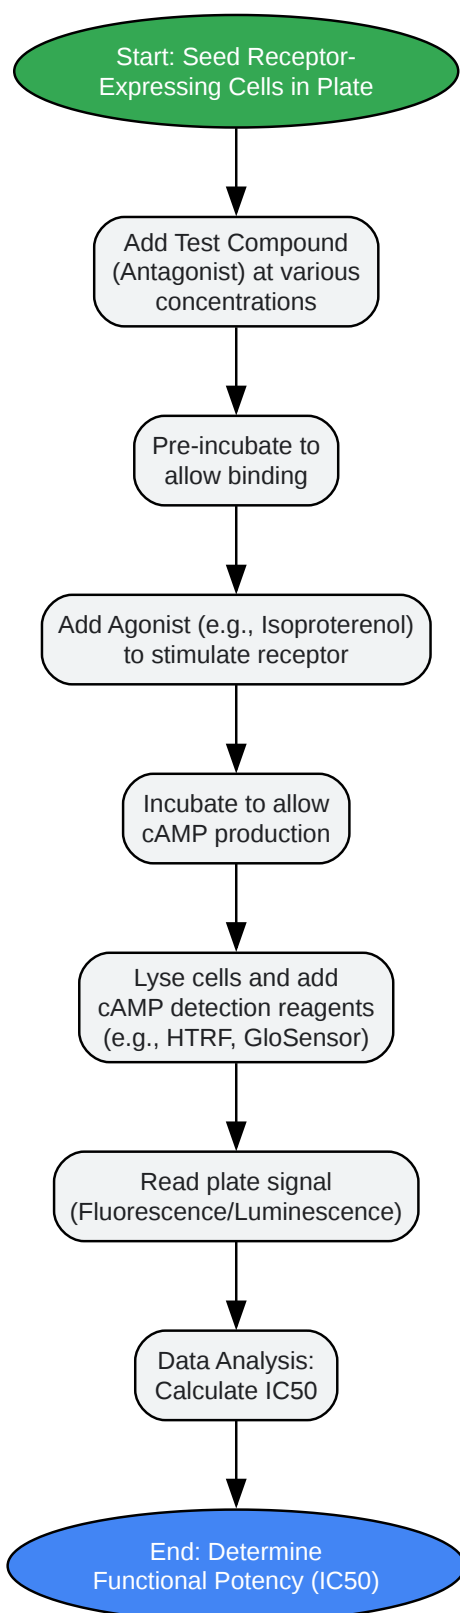 Start: Seed Receptor-
Expressing Cells in Plate
Add Test Compound
(Antagonist) at various
concentrations
Pre-incubate to
allow binding
Add Agonist (e.g., Isoproterenol)
to stimulate receptor
Incubate to allow
cAMP production
Lyse cells and add
cAMP detection reagents
(e.g., HTRF, GloSensor)
Read plate signal
(Fluorescence/Luminescence)
Data Analysis:
Calculate IC50
End: Determine
Functional Potency (IC50)